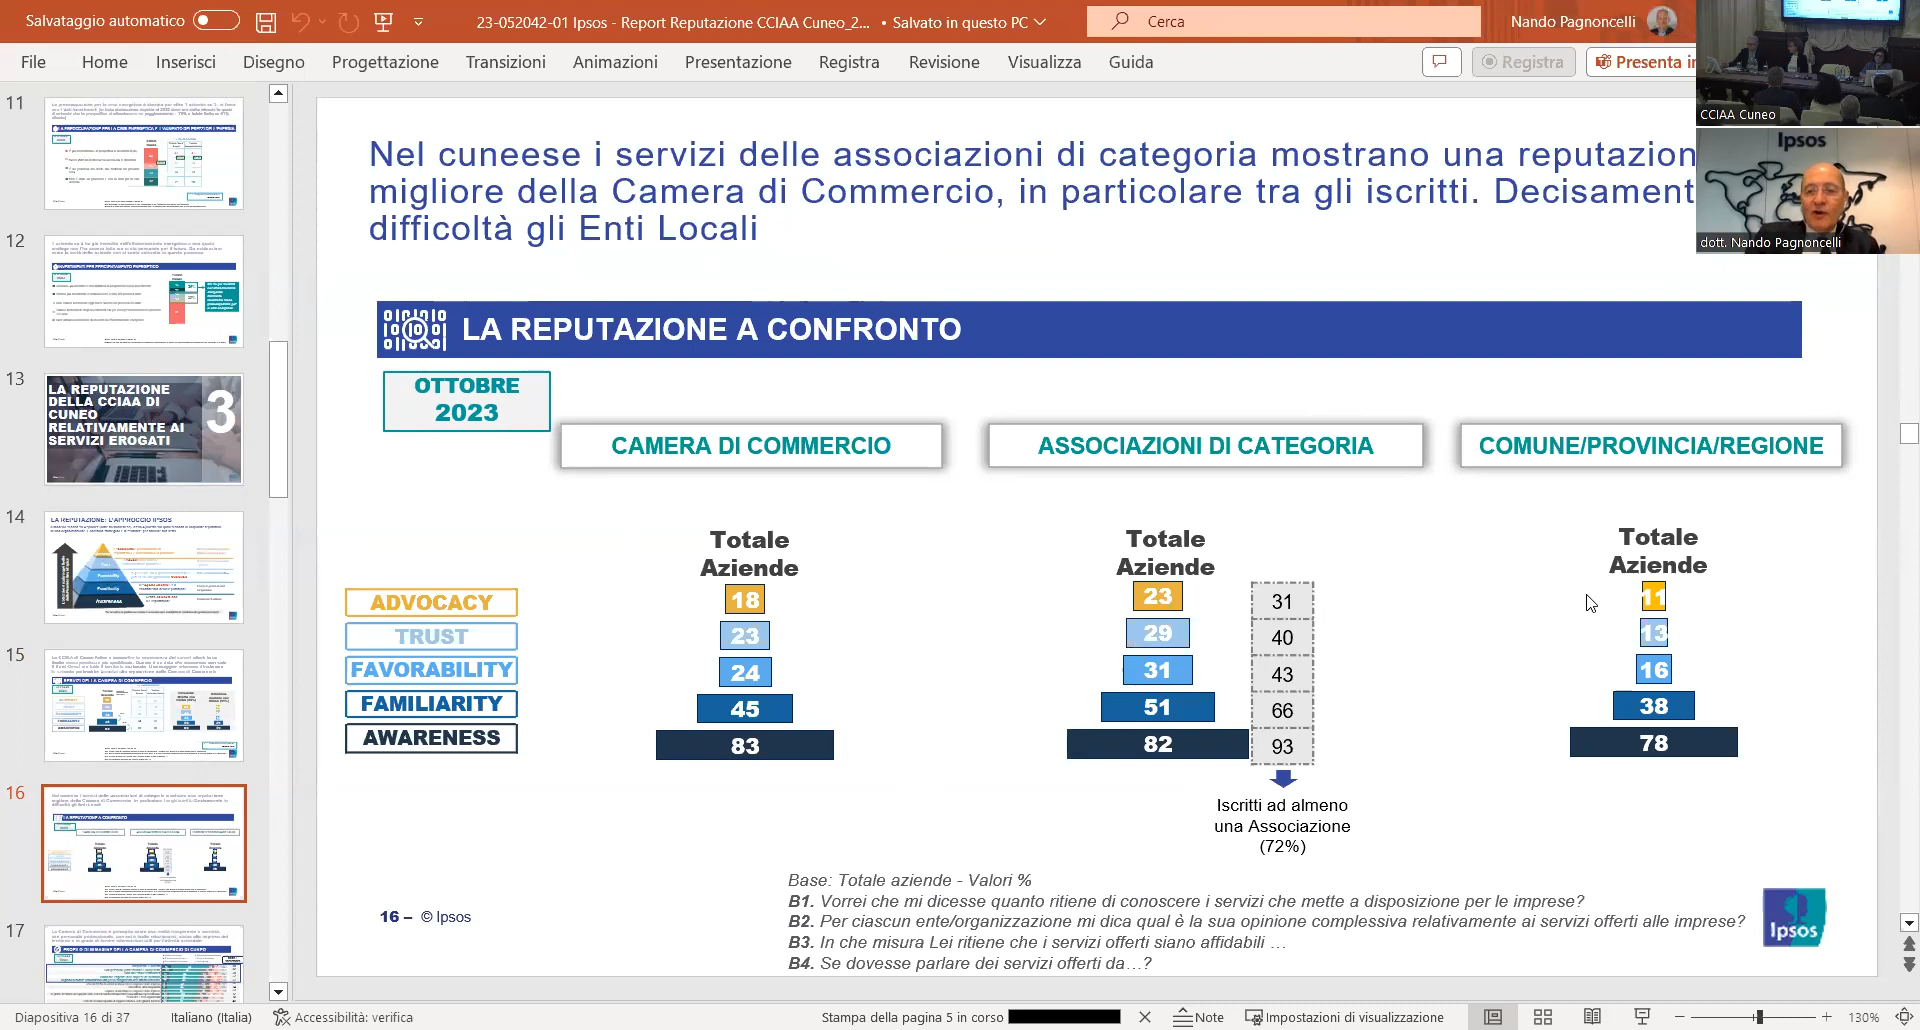 Salvataggio automatico
23-052042-01 Ipsos - Report Reputazione CCIAA Cuneo_2... • Salvato in questo PC
Cerca
Nando Pagnoncelli
File Home Inserisci Disegno Progettazione Transizioni Animazioni Presentazione Registra Revisione Visualizza Guida
Registra
Presenta in
CCIAA Cuneo
Ipsos
dott. Nando Pagnoncelli
11
12
13
LA REPUTAZIONE
DELLA CCIAA DI
CUNEO
RELATIVAMENTE AI
SERVIZI EROGATI
3
14
LA REPUTAZIONE: L'APPROCCIO IPSOS
15
16
17
Nel cuneese i servizi delle associazioni di categoria mostrano una reputazion
migliore della Camera di Commercio, in particolare tra gli iscritti. Decisament
difficoltà gli Enti Locali
LA REPUTAZIONE A CONFRONTO
OTTOBRE
2023
CAMERA DI COMMERCIO
ASSOCIAZIONI DI CATEGORIA
COMUNE/PROVINCIA/REGIONE
Totale
Aziende
Totale
Aziende
Totale
Aziende
ADVOCACY 18 23 31 11
TRUST 23 29 40 13
FAVORABILITY 24 31 43 16
FAMILIARITY 45 51 66 38
AWARENESS 83 82 93 78
Iscritti ad almeno
una Associazione
(72%)
Base: Totale aziende - Valori %
B1. Vorrei che mi dicesse quanto ritiene di conoscere i servizi che mette a disposizione per le imprese?
B2. Per ciascun ente/organizzazione mi dica qual è la sua opinione complessiva relativamente ai servizi offerti alle imprese?
B3. In che misura Lei ritiene che i servizi offerti siano affidabili …
B4. Se dovesse parlare dei servizi offerti da…?
16 – © Ipsos
Ipsos
Diapositiva 16 di 37
Italiano (Italia)
Accessibilità: verifica
Stampa della pagina 5 in corso
Note
Impostazioni di visualizzazione
130%